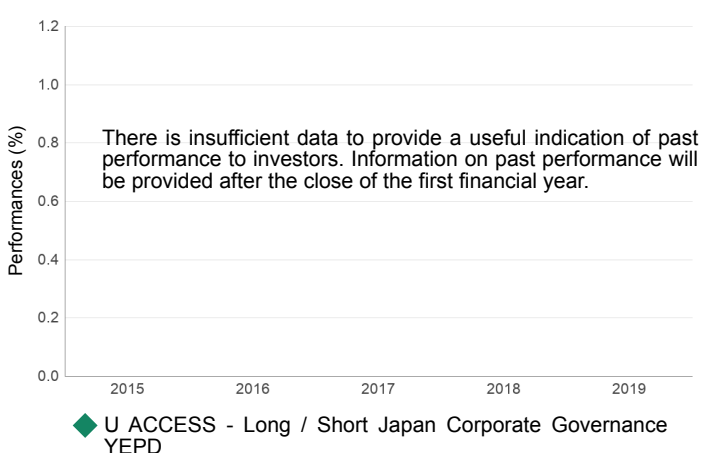 1.2
1.0
0.8
0.6
0.4
0.2
0.0
Performances (%)
There is insufficient data to provide a useful indication of past
performance to investors. Information on past performance will
be provided after the close of the first financial year.
2015 2016 2017 2018 2019
U ACCESS - Long / Short Japan Corporate Governance
YEPD